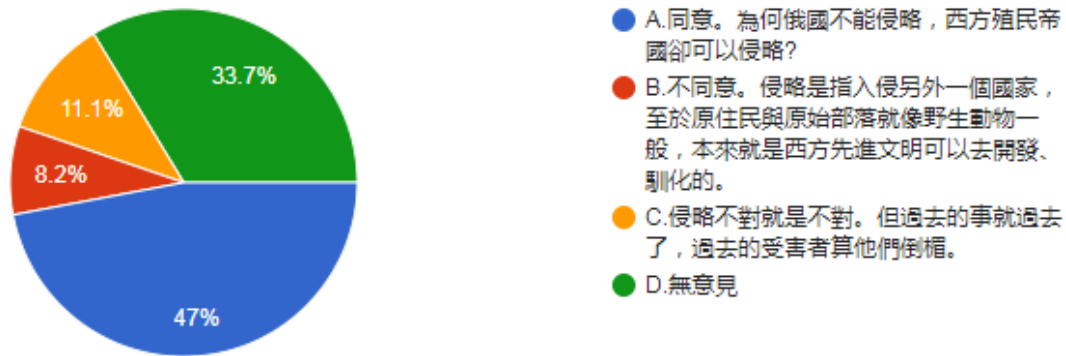 33.7%
11.1%
8.2%
47%
A.同意。為何俄國不能侵略，西方殖民帝
國卻可以侵略?
B.不同意。侵略是指入侵另外一個國家，
至於原住民與原始部落就像野生動物一
般，本來就是西方先進文明可以去開發、
馴化的。
C.侵略不對就是不對。但過去的事就過去
了，過去的受害者算他們倒楣。
D.無意見